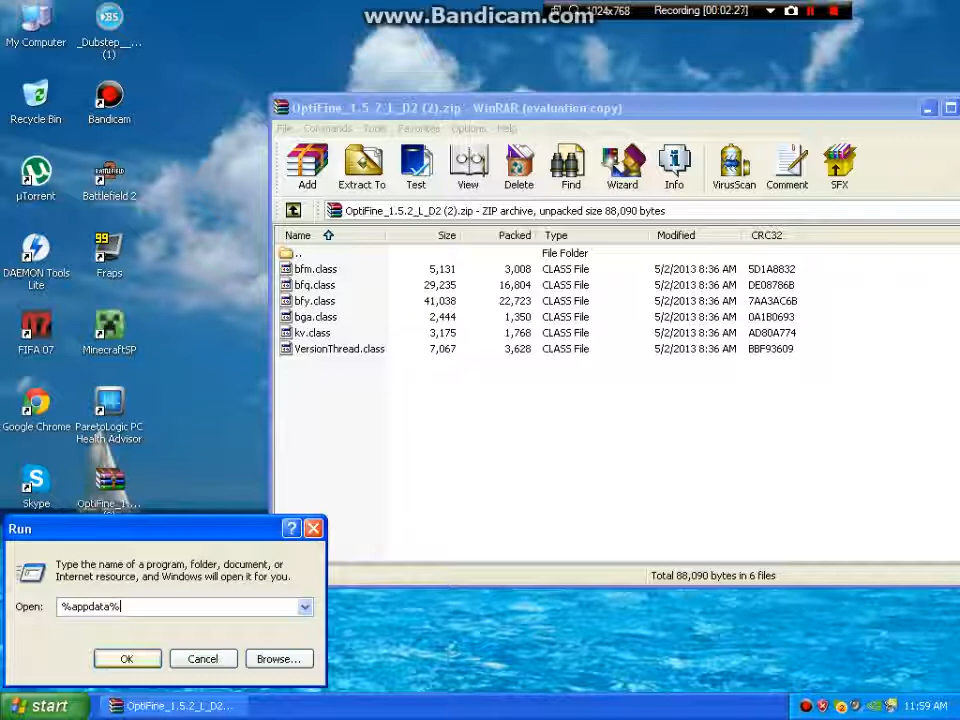 www.Bandicam.com
1024x768
Recording [00:02:27]
My Computer
_Dubstep__...
(1)
Recycle Bin
Bandicam
µTorrent
Battlefield 2
DAEMON Tools
Lite
99
Fraps
FIFA 07
MinecraftSP
Google Chrome
ParetoLogic PC
Health Advisor
Skype
OptiFine_1....
OptiFine_1.5.2_L_D2 (2).zip - WinRAR (evaluation copy)
File Commands Tools Favorites Options Help
Add Extract To Test View Delete Find Wizard Info VirusScan Comment SFX
OptiFine_1.5.2_L_D2 (2).zip - ZIP archive, unpacked size 88,090 bytes
Name Size Packed Type Modified CRC32
.. File Folder
bfm.class 5,131 3,008 CLASS File 5/2/2013 8:36 AM 5D1A8832
bfq.class 29,235 16,804 CLASS File 5/2/2013 8:36 AM DE08786B
bfy.class 41,038 22,723 CLASS File 5/2/2013 8:36 AM 7AA3AC6B
bga.class 2,444 1,350 CLASS File 5/2/2013 8:36 AM 0A1B0693
kv.class 3,175 1,768 CLASS File 5/2/2013 8:36 AM AD80A774
VersionThread.class 7,067 3,628 CLASS File 5/2/2013 8:36 AM BBF93609
Total 88,090 bytes in 6 files
Run
Type the name of a program, folder, document, or
Internet resource, and Windows will open it for you.
Open: %appdata%
OK Cancel Browse...
start
OptiFine_1.5.2_L_D2...
11:59 AM